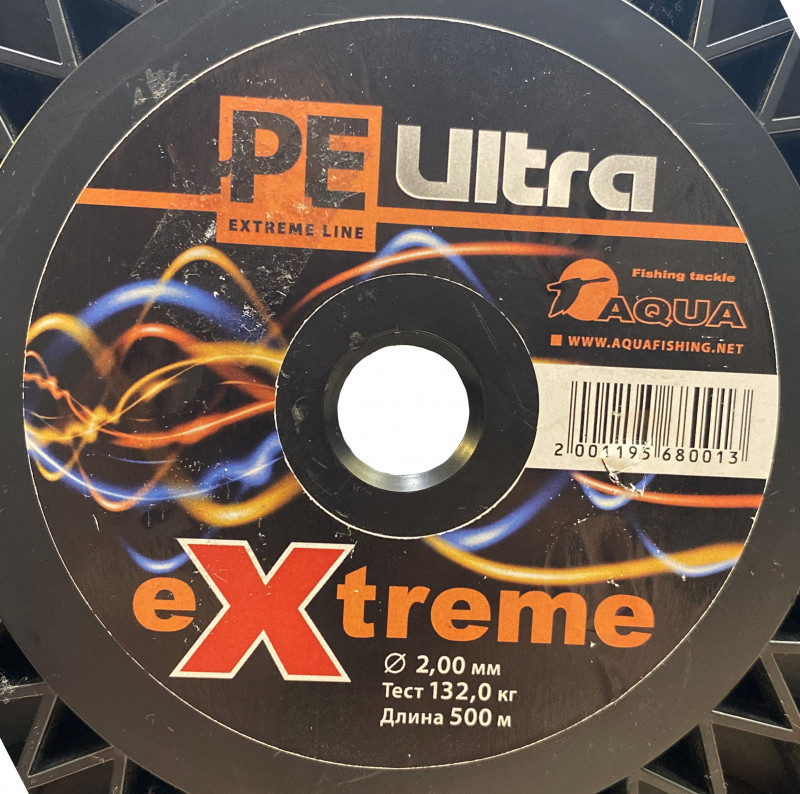 PE Ultra
EXTREME LINE
Fishing tackle
AQUA
WWW.AQUAFISHING.NET
2 001195 680013
eXtreme
Ø 2,00 мм
Тест 132,0 кг
Длина 500 м